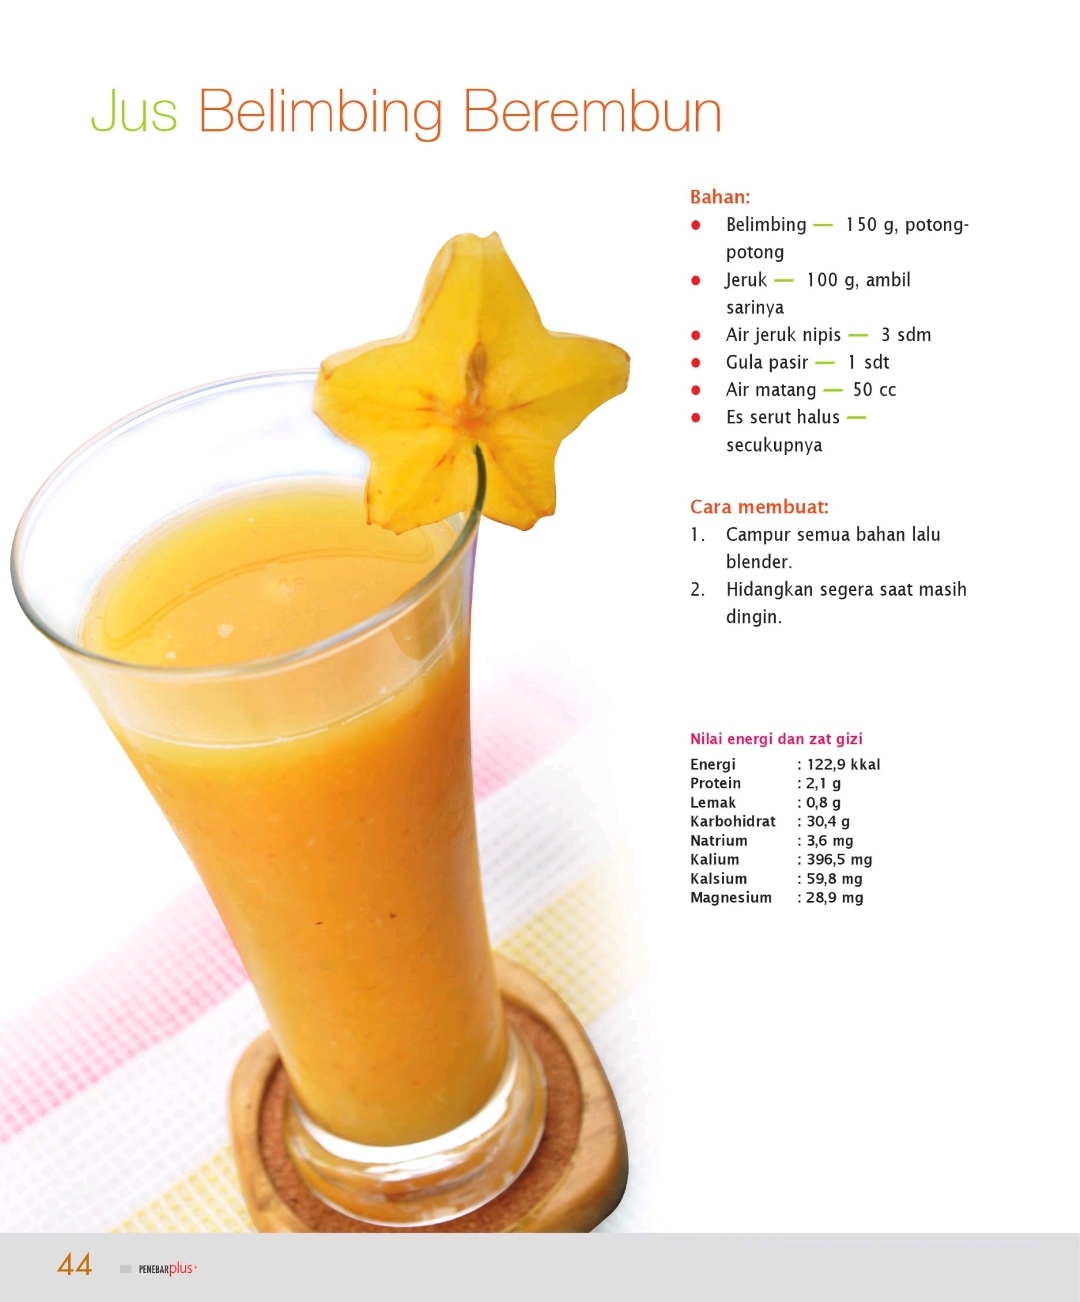 Jus Belimbing Berembun
Bahan:
● Belimbing — 150 g, potong-
potong
● Jeruk — 100 g, ambil
sarinya
● Air jeruk nipis — 3 sdm
● Gula pasir — 1 sdt
● Air matang — 50 cc
● Es serut halus —
secukupnya
Cara membuat:
1. Campur semua bahan lalu
blender.
2. Hidangkan segera saat masih
dingin.
Nilai energi dan zat gizi
Energi : 122,9 kkal
Protein : 2,1 g
Lemak : 0,8 g
Karbohidrat : 30,4 g
Natrium : 3,6 mg
Kalium : 396,5 mg
Kalsium : 59,8 mg
Magnesium : 28,9 mg
44 PENEBARplus+